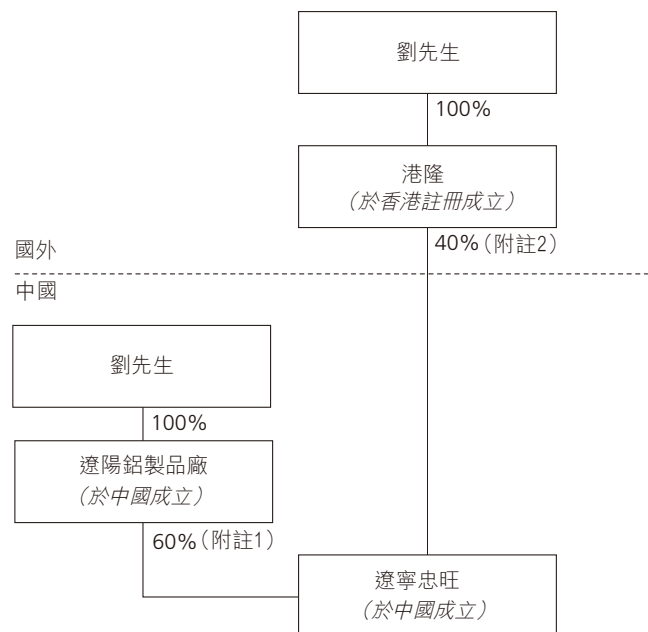 劉先生
100%
港隆
（於香港註冊成立）
40%（附註2）
國外
中國
劉先生
100%
遼陽鋁製品廠
（於中國成立）
60%（附註1）
遼寧忠旺
（於中國成立）